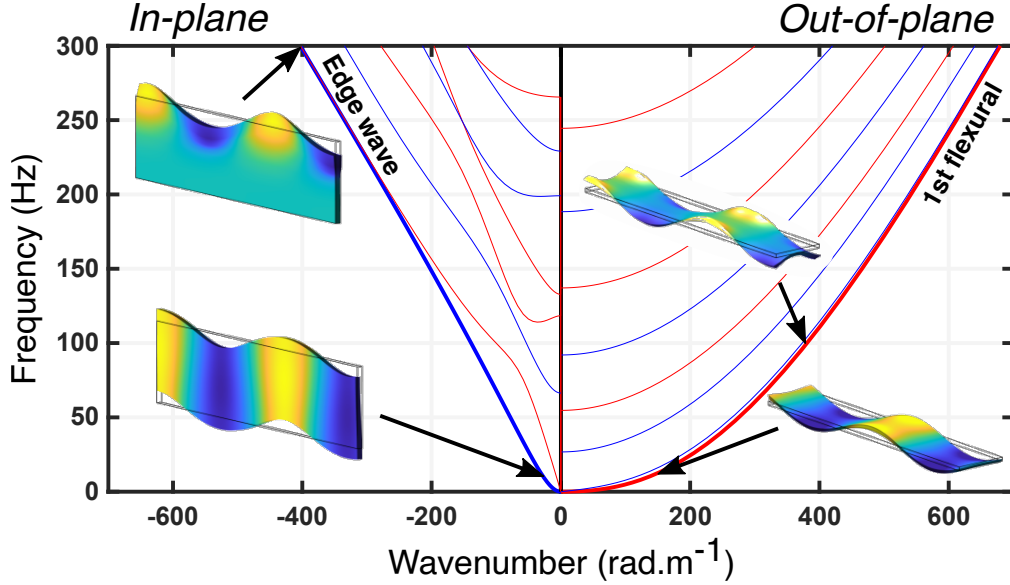 In-plane
Out-of-plane
300
250
200
150
100
50
0
Frequency (Hz)
Edge wave
1st flexural
-600
-400
-200
0
200
400
600
Wavenumber (rad.m⁻¹)